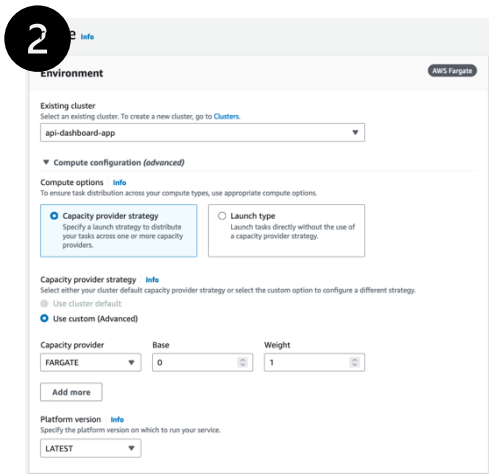 2
Info
Environment
AWS Fargate
Existing cluster
Select an existing cluster. To create a new cluster, go to Clusters.
api-dashboard-app
Compute configuration (advanced)
Compute options Info
To ensure task distribution across your compute types, use appropriate compute options.
Capacity provider strategy
Specify a launch strategy to distribute
your tasks across one or more capacity
providers.
Launch type
Launch tasks directly without the use of
a capacity provider strategy.
Capacity provider strategy Info
Select either your cluster default capacity provider strategy or select the custom option to configure a different strategy.
Use cluster default
Use custom (Advanced)
Capacity provider Base Weight
FARGATE 0 1
Add more
Platform version Info
Specify the platform version on which to run your service.
LATEST